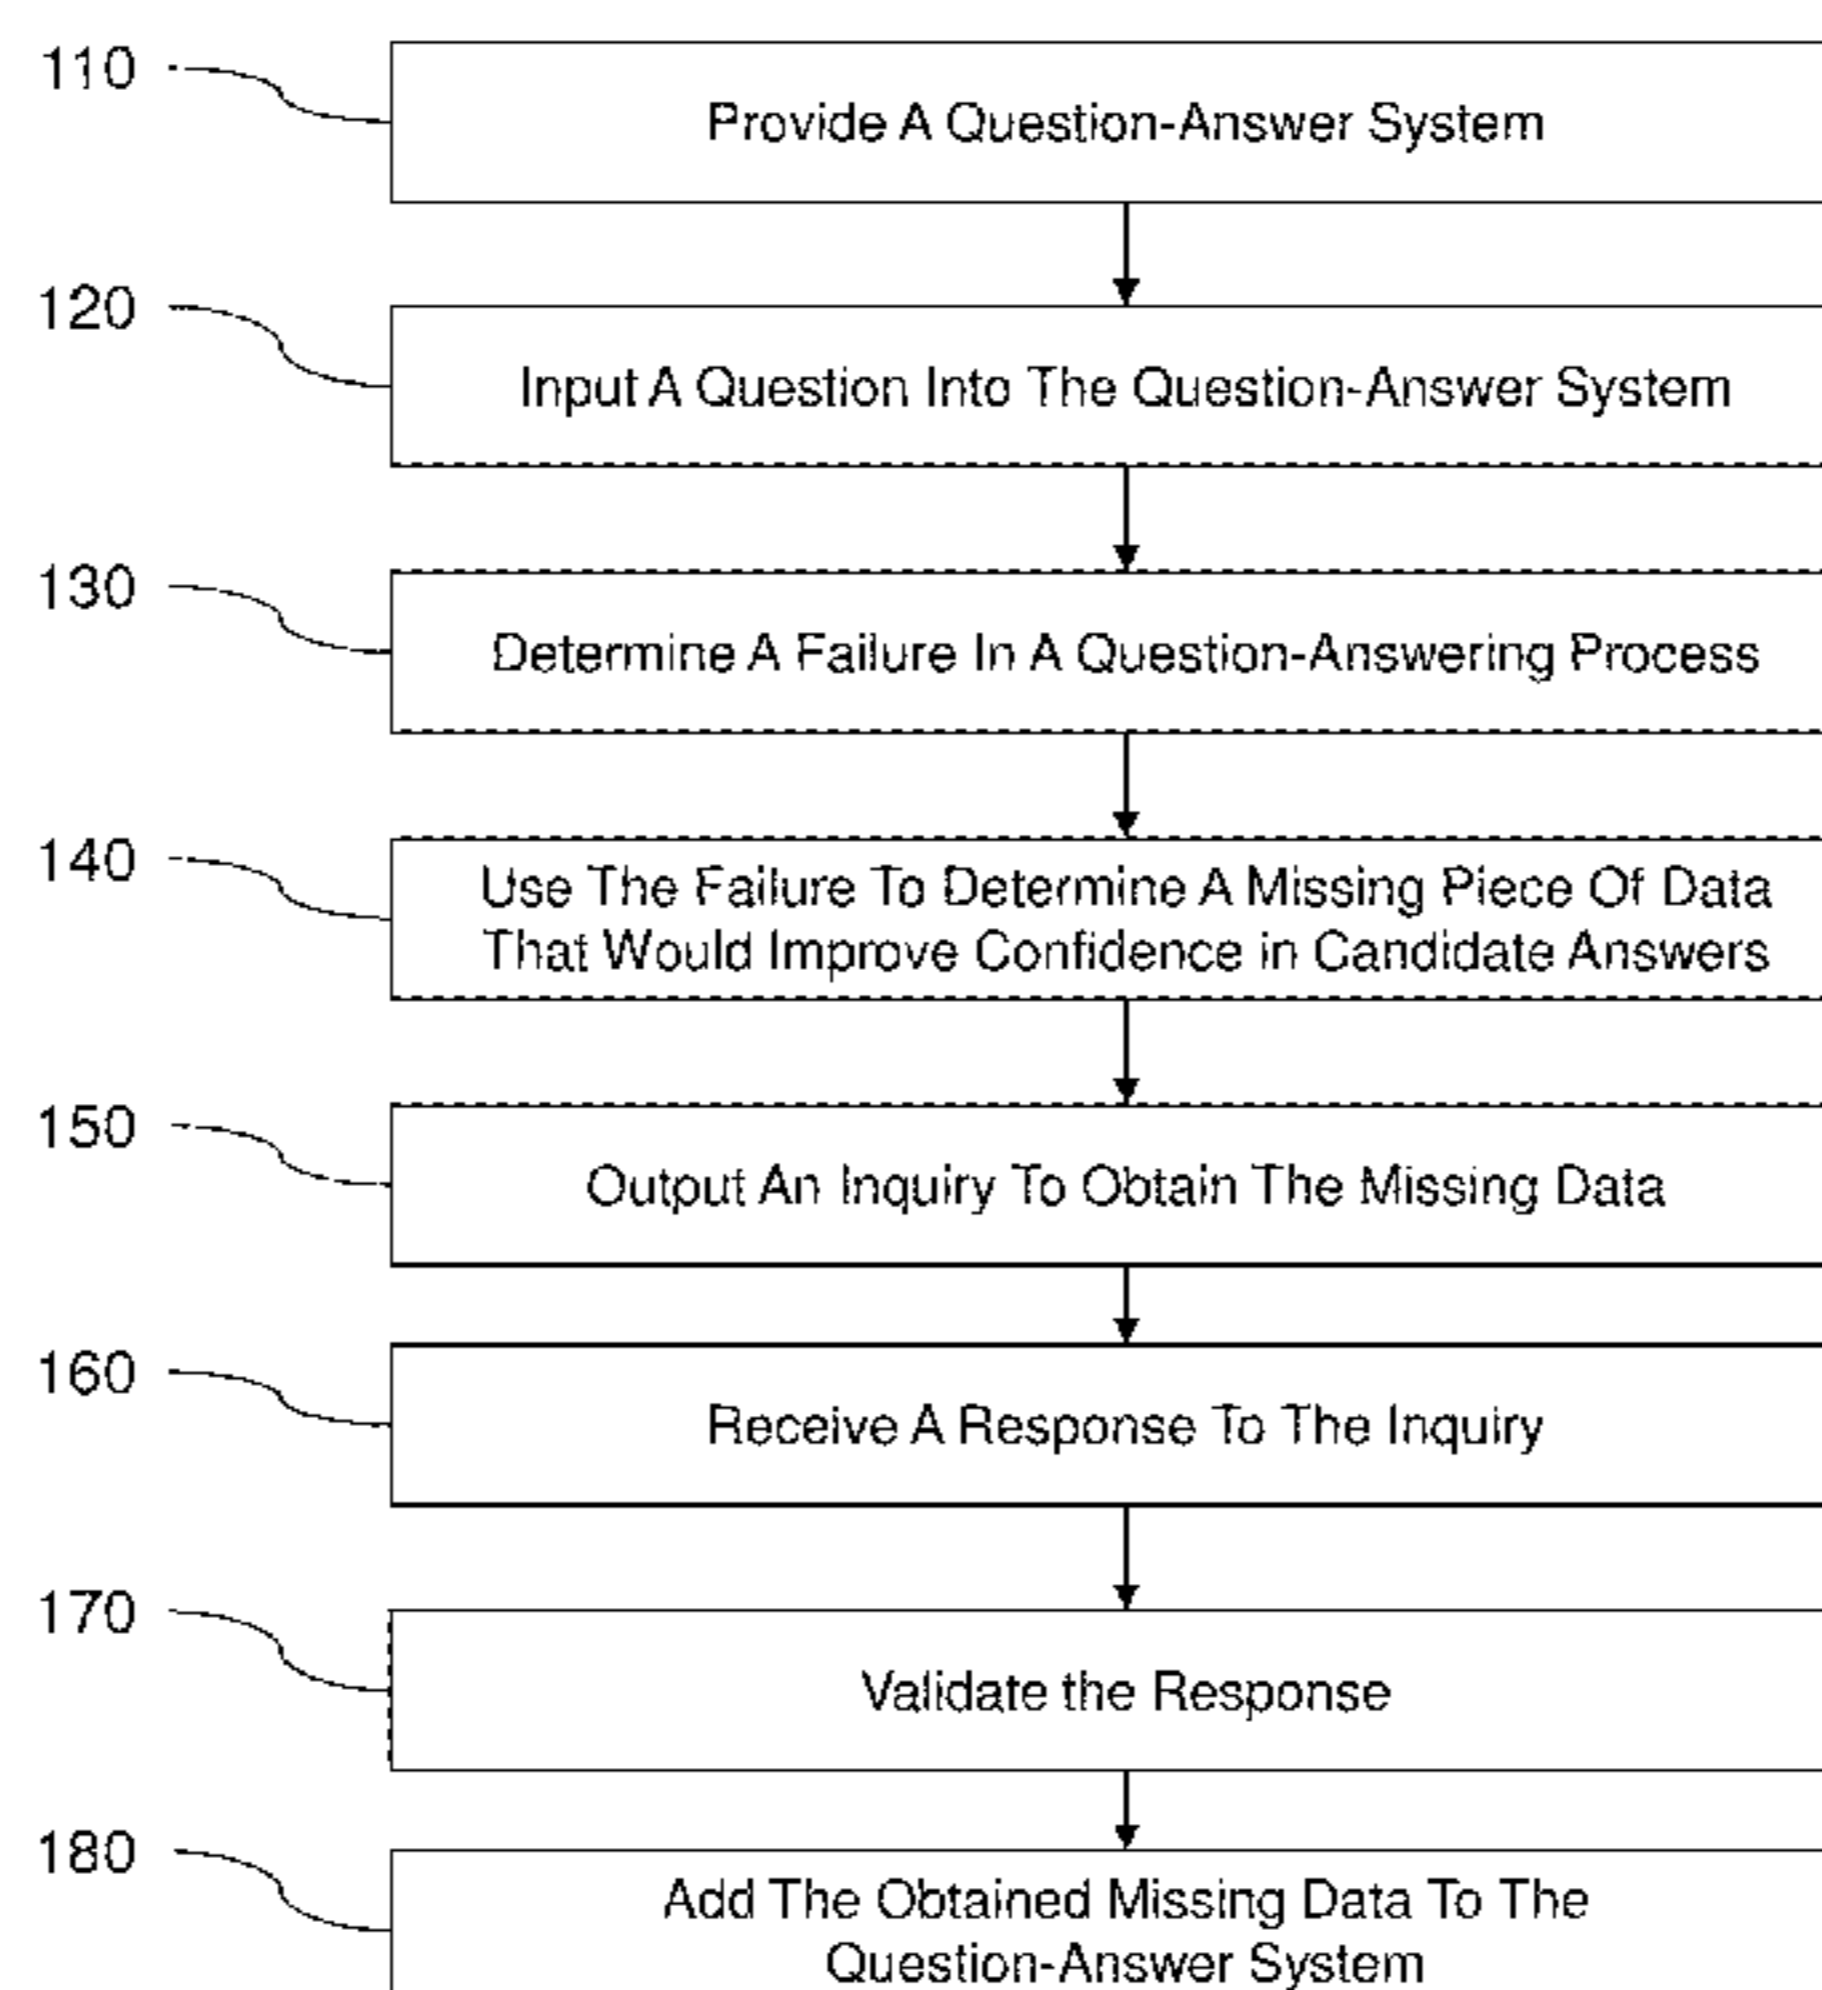 110
Provide A Question-Answer System
120
Input A Question Into The Question-Answer System
130
Determine A Failure In A Question-Answering Process
140
Use The Failure To Determine A Missing Piece Of Data
That Would Improve Confidence in Candidate Answers
150
Output An Inquiry To Obtain The Missing Data
160
Receive A Response To The Inquiry
170
Validate the Response
180
Add The Obtained Missing Data To The
Question-Answer System